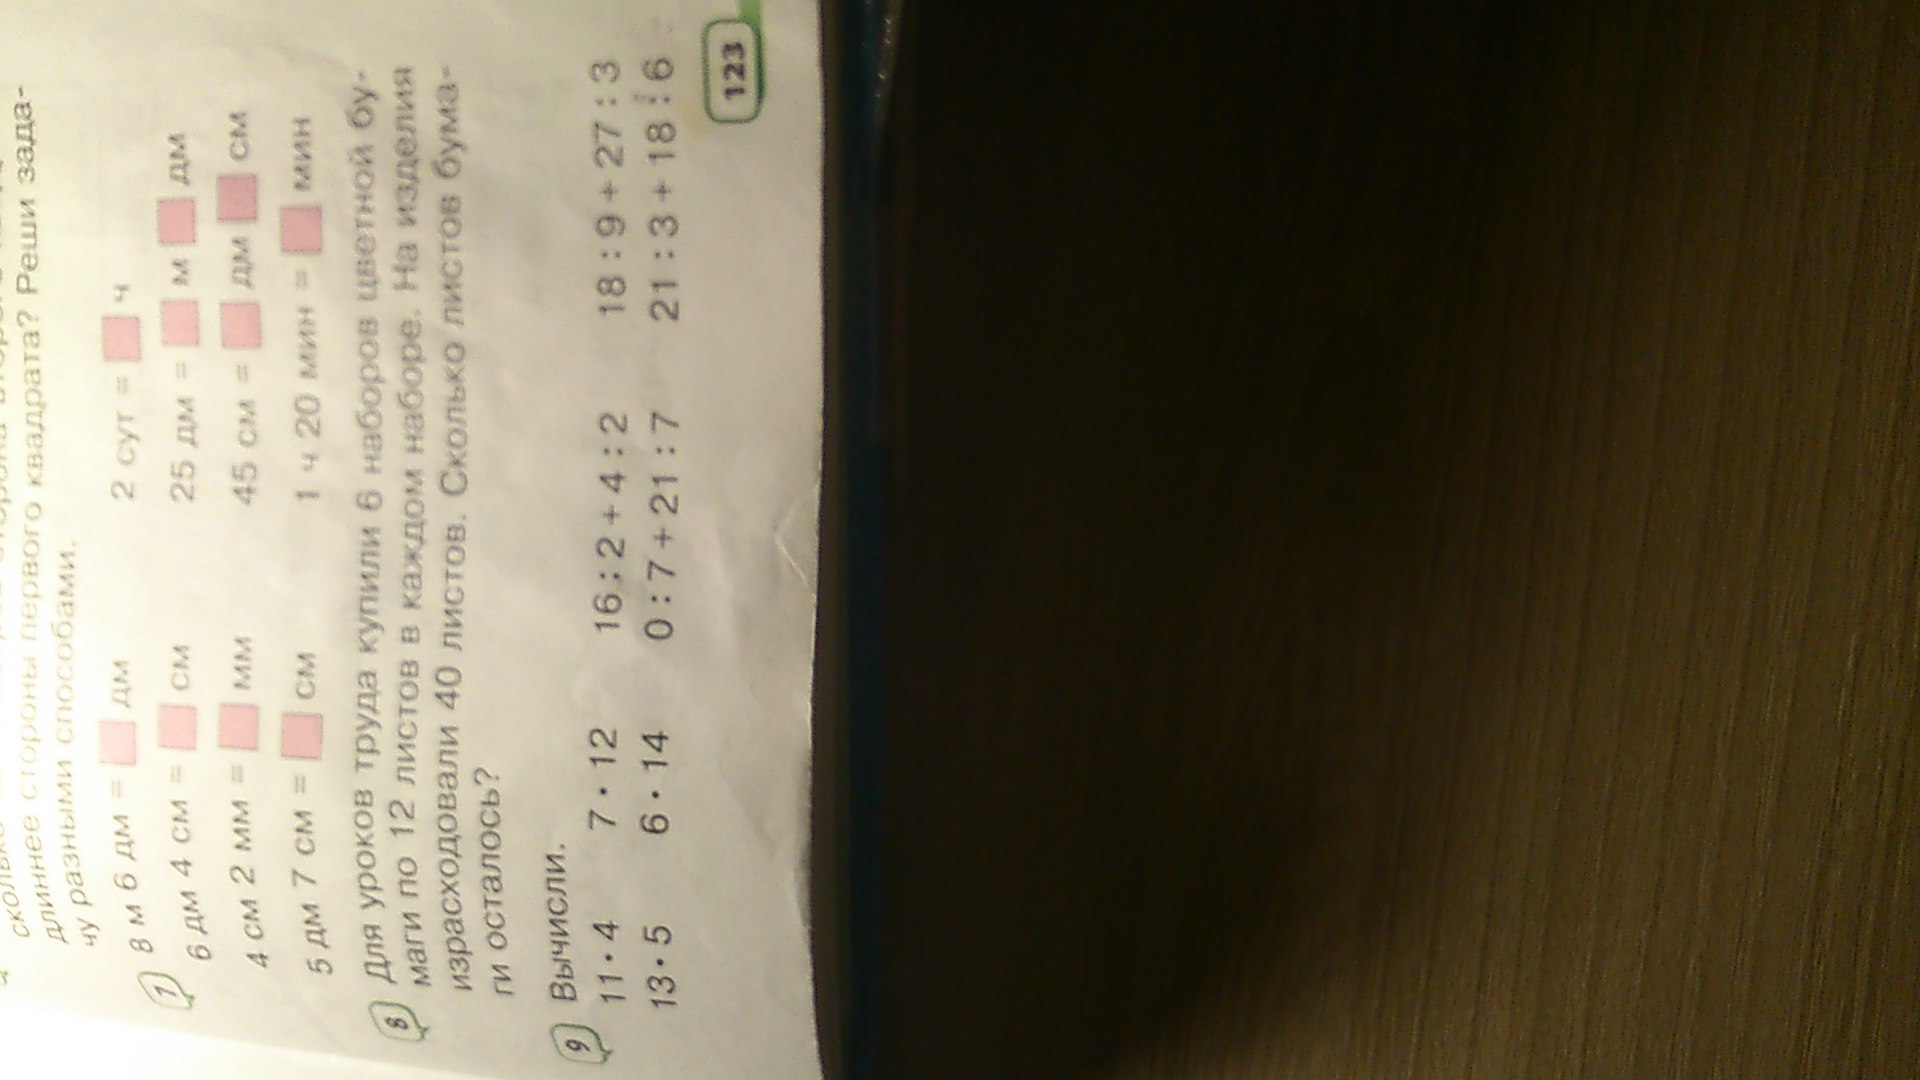 длиннее стороны первого квадрата? Реши зада-
чу разными способами.
7 8 м 6 дм = дм 2 сут = ч
6 дм 4 см = см 25 дм = м дм
4 см 2 мм = мм 45 см = дм см
5 дм 7 см = см 1 ч 20 мин = мин
8 Для уроков труда купили 6 наборов цветной бу-
маги по 12 листов в каждом наборе. На изделия
израсходовали 40 листов. Сколько листов бума-
ги осталось?
9 Вычисли.
11 · 4 7 · 12 16 : 2 + 4 : 2 18 : 9 + 27 : 3
13 · 5 6 · 14 0 : 7 + 21 : 7 21 : 3 + 18 : 6
123